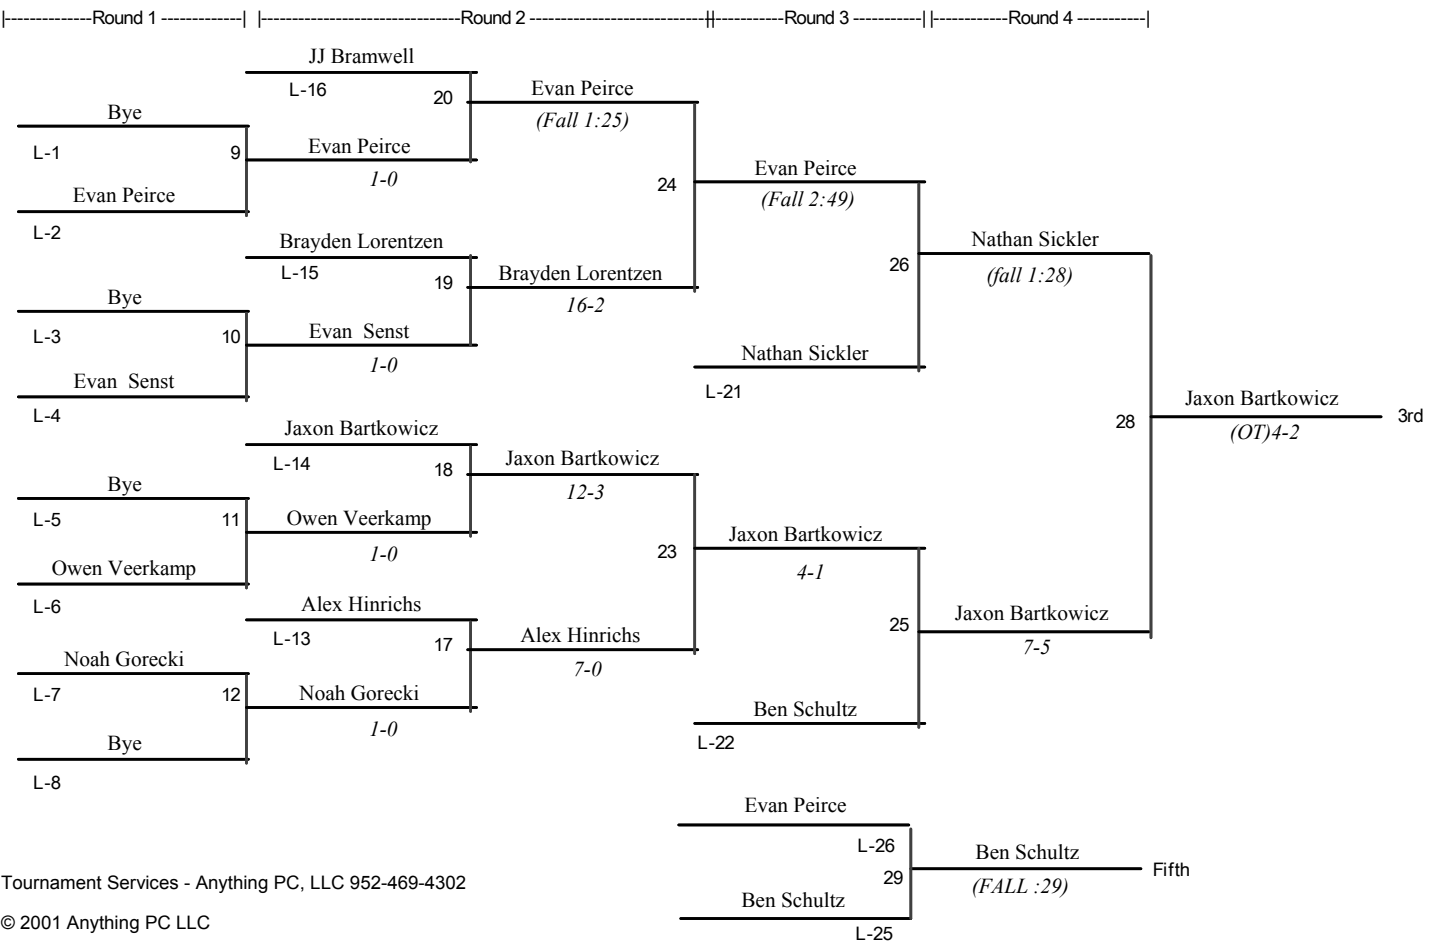 |---------------Round 1 --------------| |----------------------------------Round 2 -------------------------------||------------Round 3 ------------| |-------------Round 4 ------------|
JJ Bramwell
L-16
20
Evan Peirce
(Fall 1:25)
Bye
L-1
9
Evan Peirce
1-0
Evan Peirce
L-2
24
Evan Peirce
(Fall 2:49)
Brayden Lorentzen
L-15
19
Brayden Lorentzen
16-2
26
Nathan Sickler
(fall 1:28)
Bye
L-3
10
Evan  Senst
1-0
Evan  Senst
L-4
Nathan Sickler
L-21
28
Jaxon Bartkowicz
(OT)4-2
3rd
Jaxon Bartkowicz
L-14
18
Jaxon Bartkowicz
12-3
Bye
L-5
11
Owen Veerkamp
1-0
Owen Veerkamp
L-6
23
Jaxon Bartkowicz
4-1
Alex Hinrichs
L-13
17
Alex Hinrichs
7-0
25
Jaxon Bartkowicz
7-5
Noah Gorecki
L-7
12
Noah Gorecki
1-0
Bye
L-8
Ben Schultz
L-22
Evan Peirce
L-26
29
Ben Schultz
(FALL :29)
Fifth
Ben Schultz
L-25
Tournament Services - Anything PC, LLC 952-469-4302
© 2001 Anything PC LLC